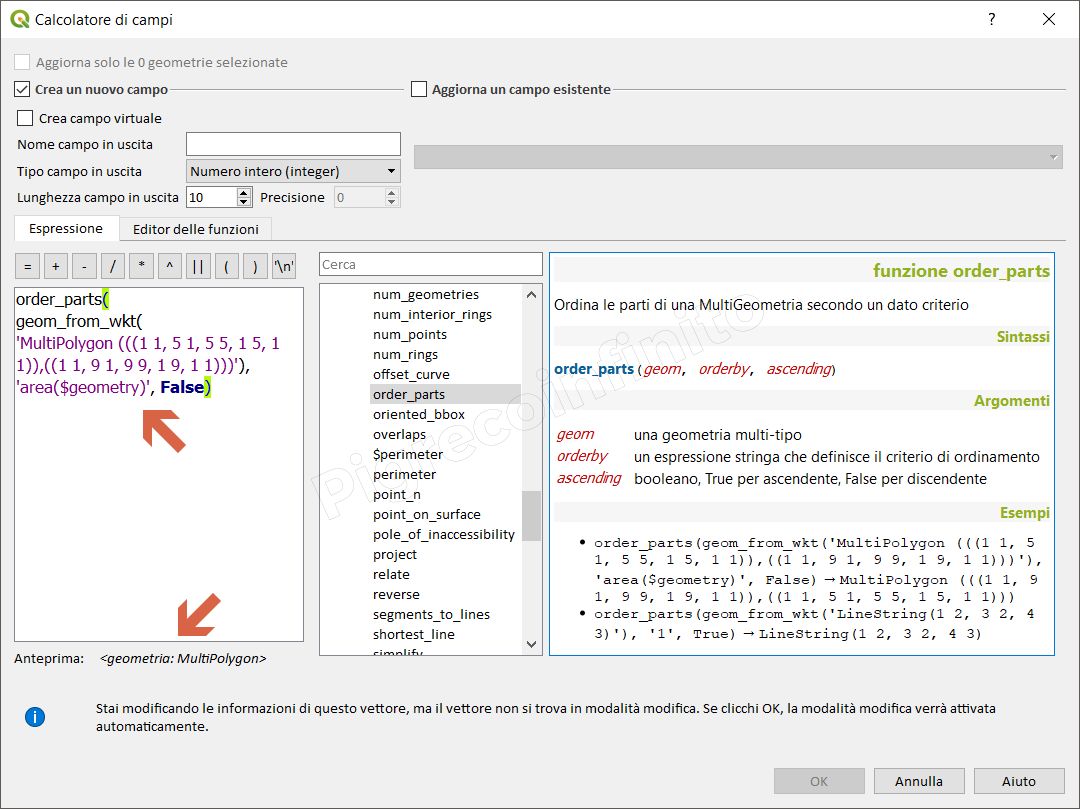 Calcolatore di campi
?
Aggiorna solo le 0 geometrie selezionate
Crea un nuovo campo
Aggiorna un campo esistente
Crea campo virtuale
Nome campo in uscita
Tipo campo in uscita
Numero intero (integer)
Lunghezza campo in uscita
10
Precisione
0
Espressione
Editor delle funzioni
= + - / * ^ || ( ) '\n'
order_parts(
geom_from_wkt(
'MultiPolygon (((1 1, 5 1, 5 5, 1 5, 1
1)),((1 1, 9 1, 9 9, 1 9, 1 1)))'),
'area($geometry)', False)
Cerca
num_geometries
num_interior_rings
num_points
num_rings
offset_curve
order_parts
oriented_bbox
overlaps
$perimeter
perimeter
point_n
point_on_surface
pole_of_inaccessibility
project
relate
reverse
segments_to_lines
shortest_line
simplify
funzione order_parts
Ordina le parti di una MultiGeometria secondo un dato criterio
Sintassi
order_parts(geom, orderby, ascending)
Argomenti
geom una geometria multi-tipo
orderby un espressione stringa che definisce il criterio di ordinamento
ascending booleano, True per ascendente, False per discendente
Esempi
• order_parts(geom_from_wkt('MultiPolygon (((1 1, 5
1, 5 5, 1 5, 1 1)),((1 1, 9 1, 9 9, 1 9, 1 1)))'),
'area($geometry)', False) → MultiPolygon (((1 1, 9
1, 9 9, 1 9, 1 1)),((1 1, 5 1, 5 5, 1 5, 1 1)))
• order_parts(geom_from_wkt('LineString(1 2, 3 2, 4
3)'), '1', True) → LineString(1 2, 3 2, 4 3)
Pigrecoinfinito
Anteprima: <geometria: MultiPolygon>
Stai modificando le informazioni di questo vettore, ma il vettore non si trova in modalità modifica. Se clicchi OK, la modalità modifica verrà attivata
automaticamente.
OK
Annulla
Aiuto